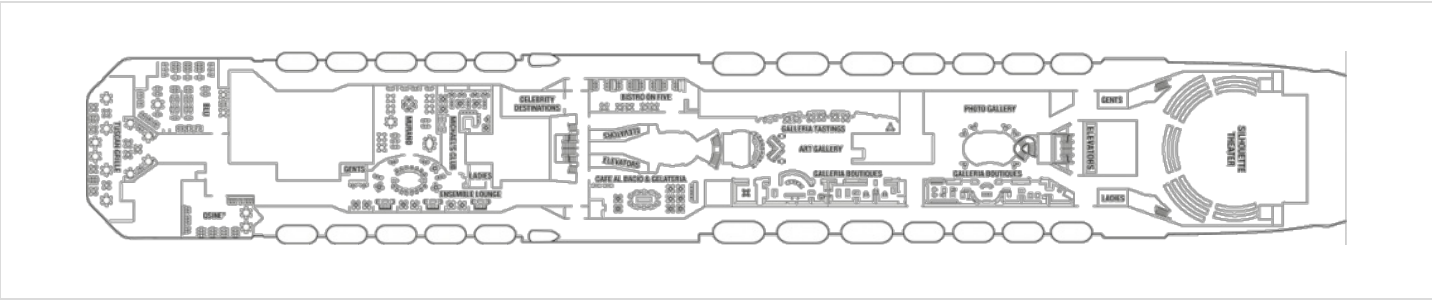 TUSCAN GRILLE
BLU
QSINE
GENTS
MURANO
MICHAEL'S CLUB
LADIES
ENSEMBLE LOUNGE
CELEBRITY
DESTINATIONS
BISTRO ON FIVE
ELEVATORS
ELEVATORS
CAFE AL BACIO & GELATERIA
GALLERIA TASTINGS
ART GALLERY
GALLERIA BOUTIQUES
PHOTO GALLERY
GALLERIA BOUTIQUES
GENTS
ELEVATORS
LADIES
SILHOUETTE
THEATER